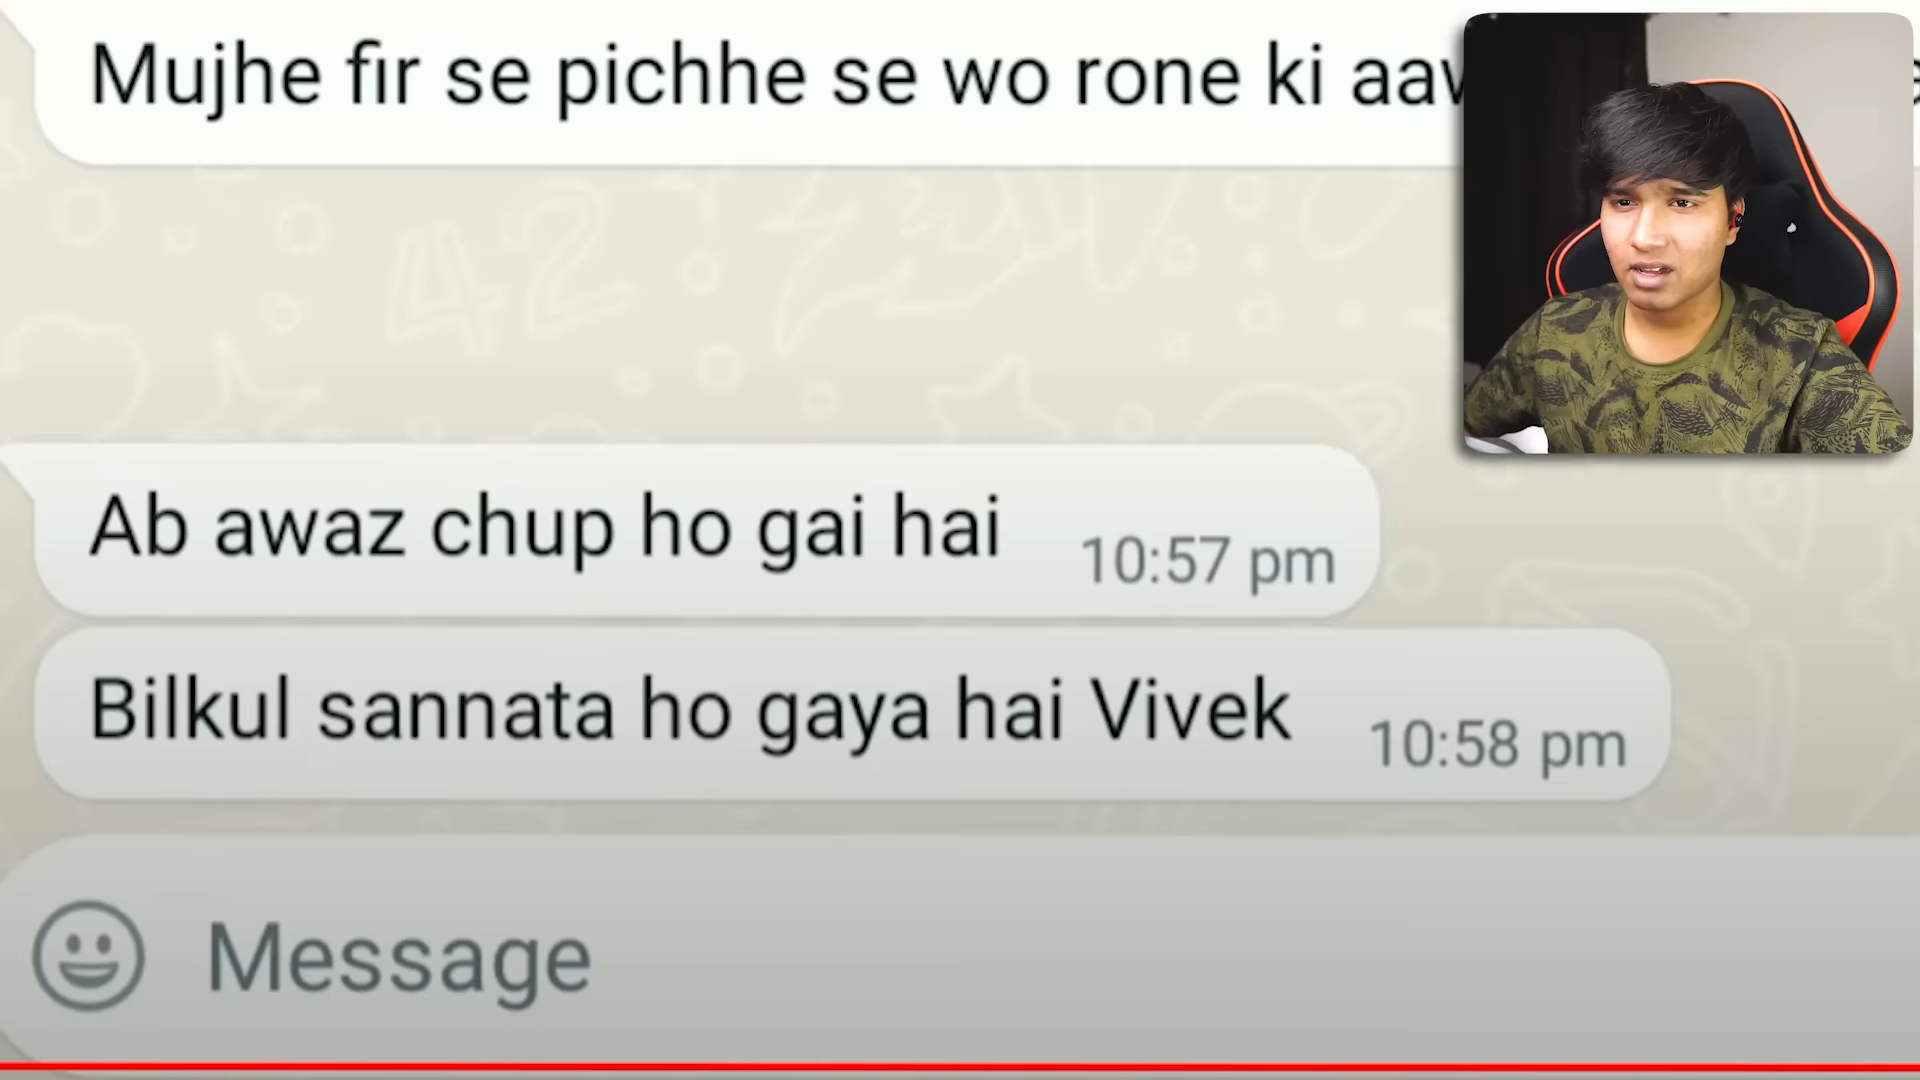 Mujhe fir se pichhe se wo rone ki
Ab awaz chup ho gai hai 10:57 pm
Bilkul sannata ho gaya hai Vivek 10:58 pm
Message